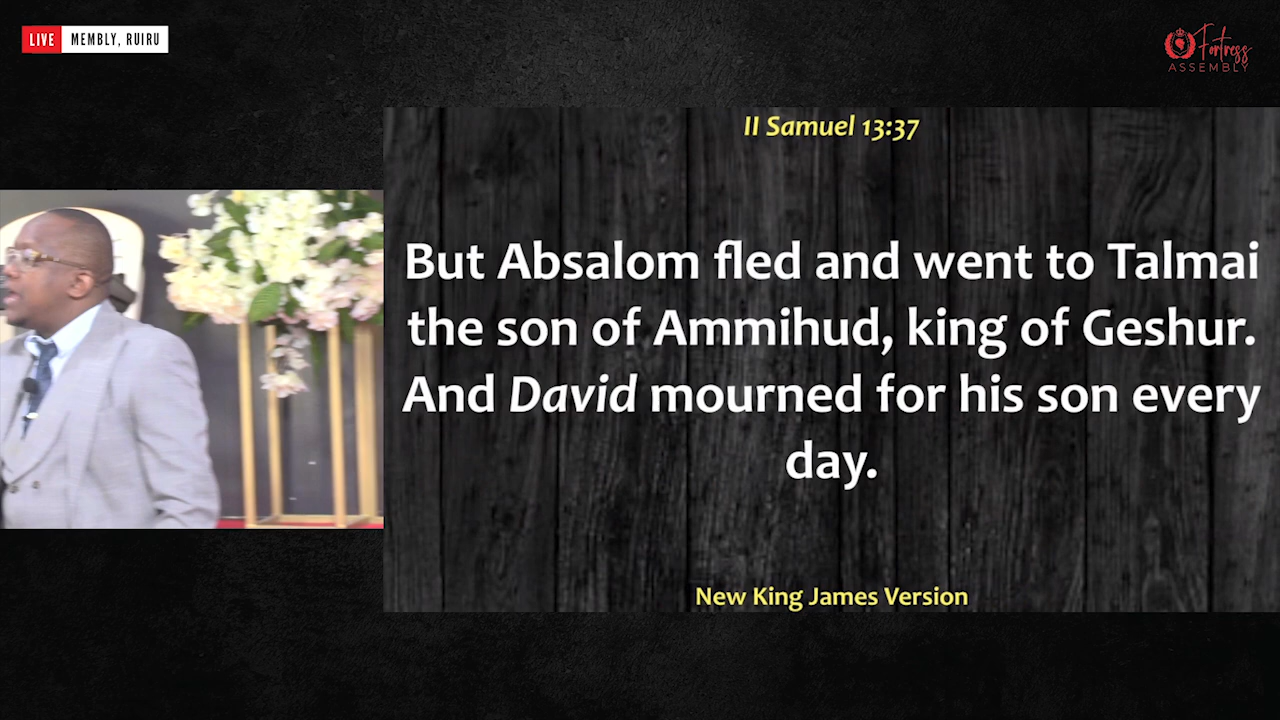 LIVE MEMBLY, RUIRU
Fortress
ASSEMBLY
II Samuel 13:37
But Absalom fled and went to Talmai
the son of Ammihud, king of Geshur.
And David mourned for his son every
day.
New King James Version